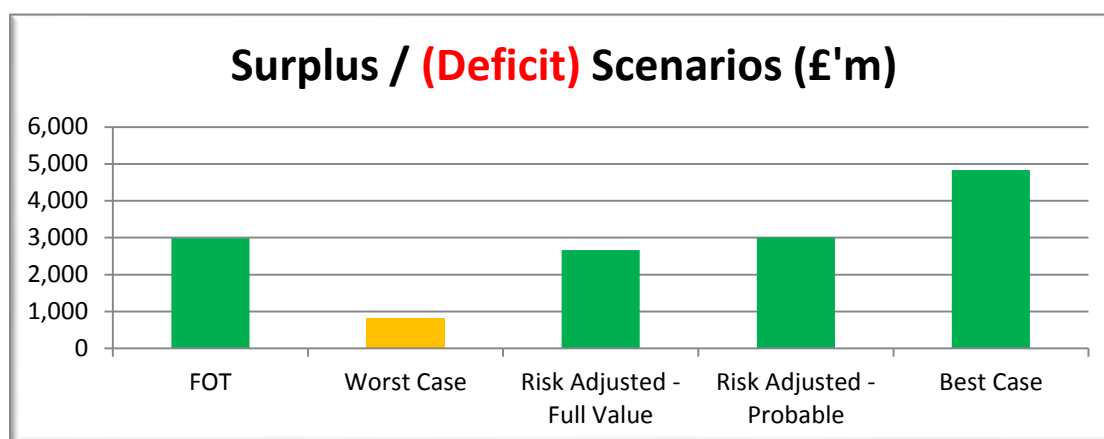 Surplus / (Deficit) Scenarios (£'m)
6,000
5,000
4,000
3,000
2,000
1,000
0
FOT
Worst Case
Risk Adjusted -
Full Value
Risk Adjusted -
Probable
Best Case